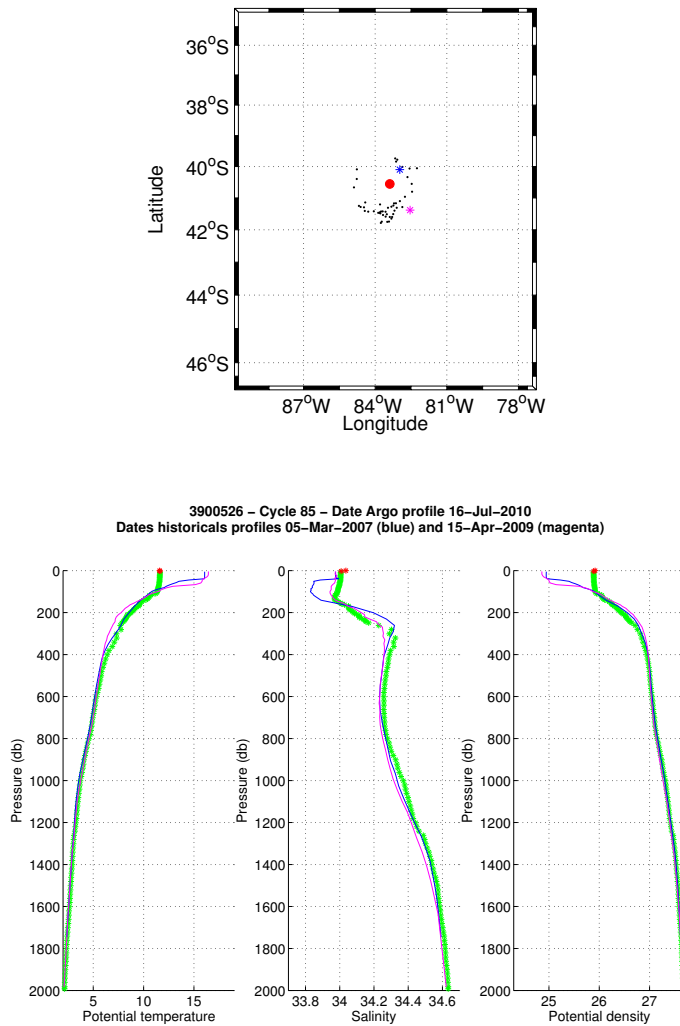 36°S
38°S
40°S
42°S
44°S
46°S
Latitude
87°W 84°W 81°W 78°W
Longitude
3900526 − Cycle 85 − Date Argo profile 16−Jul−2010
Dates historicals profiles 05−Mar−2007 (blue) and 15−Apr−2009 (magenta)
0
200
400
600
800
1000
1200
1400
1600
1800
2000
Pressure (db)
5 10 15
Potential temperature
0
200
400
600
800
1000
1200
1400
1600
1800
2000
Pressure (db)
33.8 34 34.2 34.4 34.6
Salinity
0
200
400
600
800
1000
1200
1400
1600
1800
2000
Pressure (db)
25 26 27
Potential density